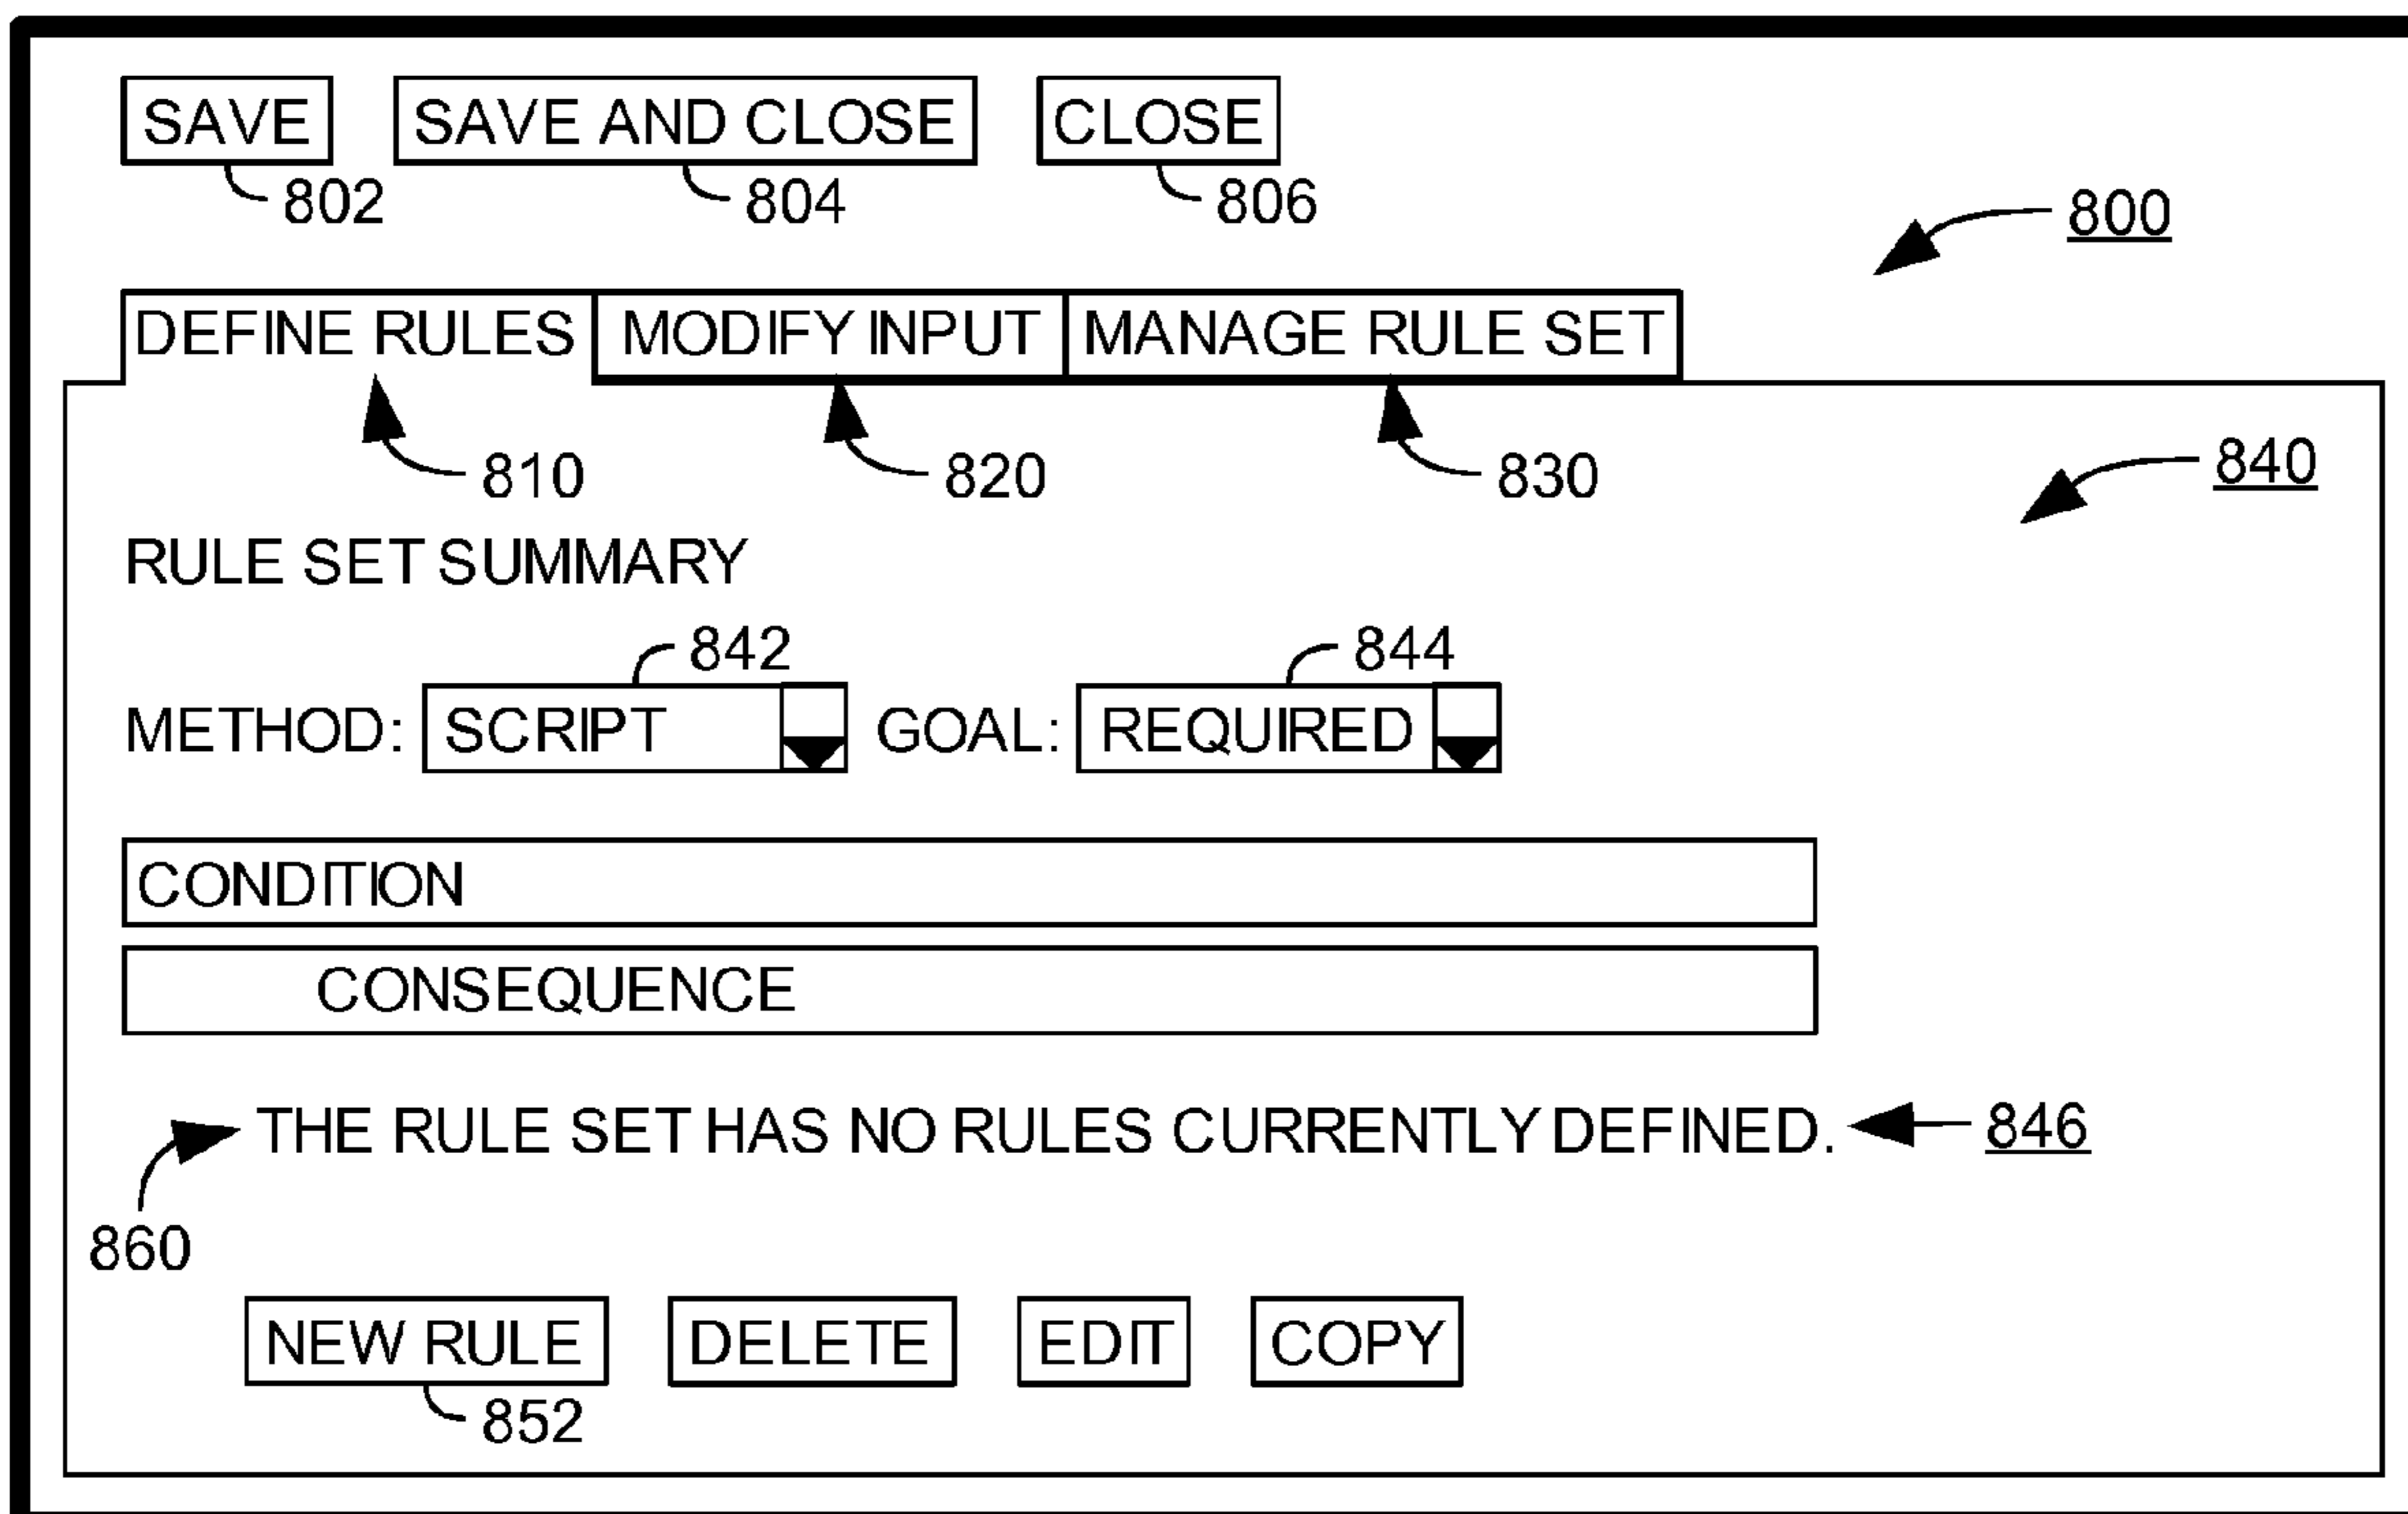 SAVE SAVE AND CLOSE CLOSE
802 804 806
800
DEFINE RULES MODIFY INPUT MANAGE RULE SET
810 820 830 840
RULE SET SUMMARY
842 844
METHOD: SCRIPT GOAL: REQUIRED
CONDITION
CONSEQUENCE
THE RULE SET HAS NO RULES CURRENTLY DEFINED. 846
860
NEW RULE DELETE EDIT COPY
852